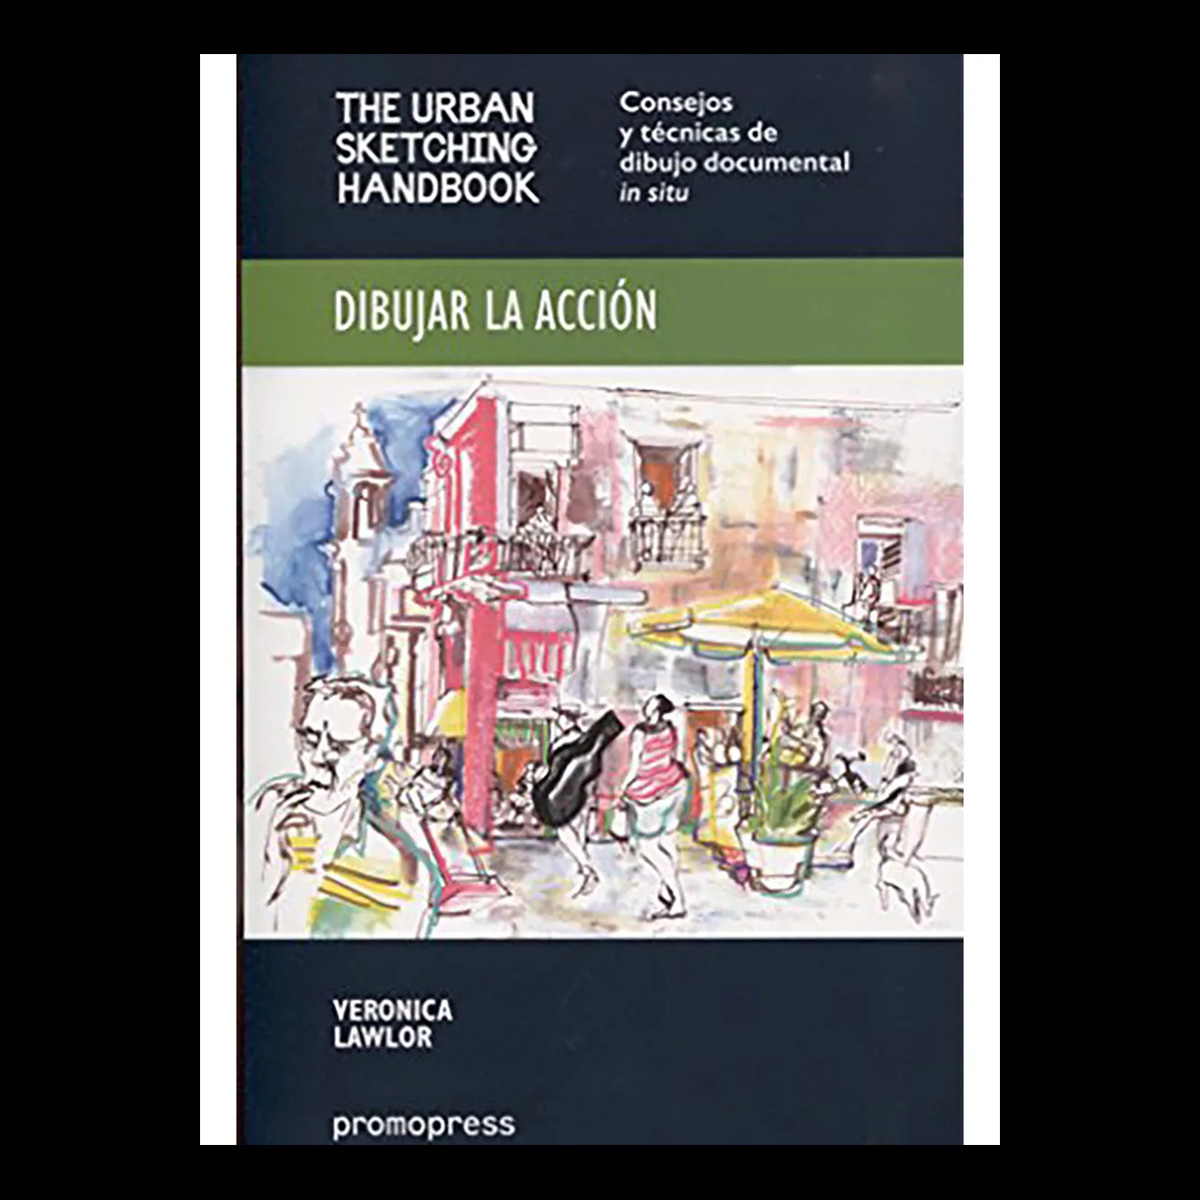 THE URBAN
SKETCHING
HANDBOOK
Consejos
y técnicas de
dibujo documental
in situ
DIBUJAR LA ACCIÓN
VERONICA
LAWLOR
promopress